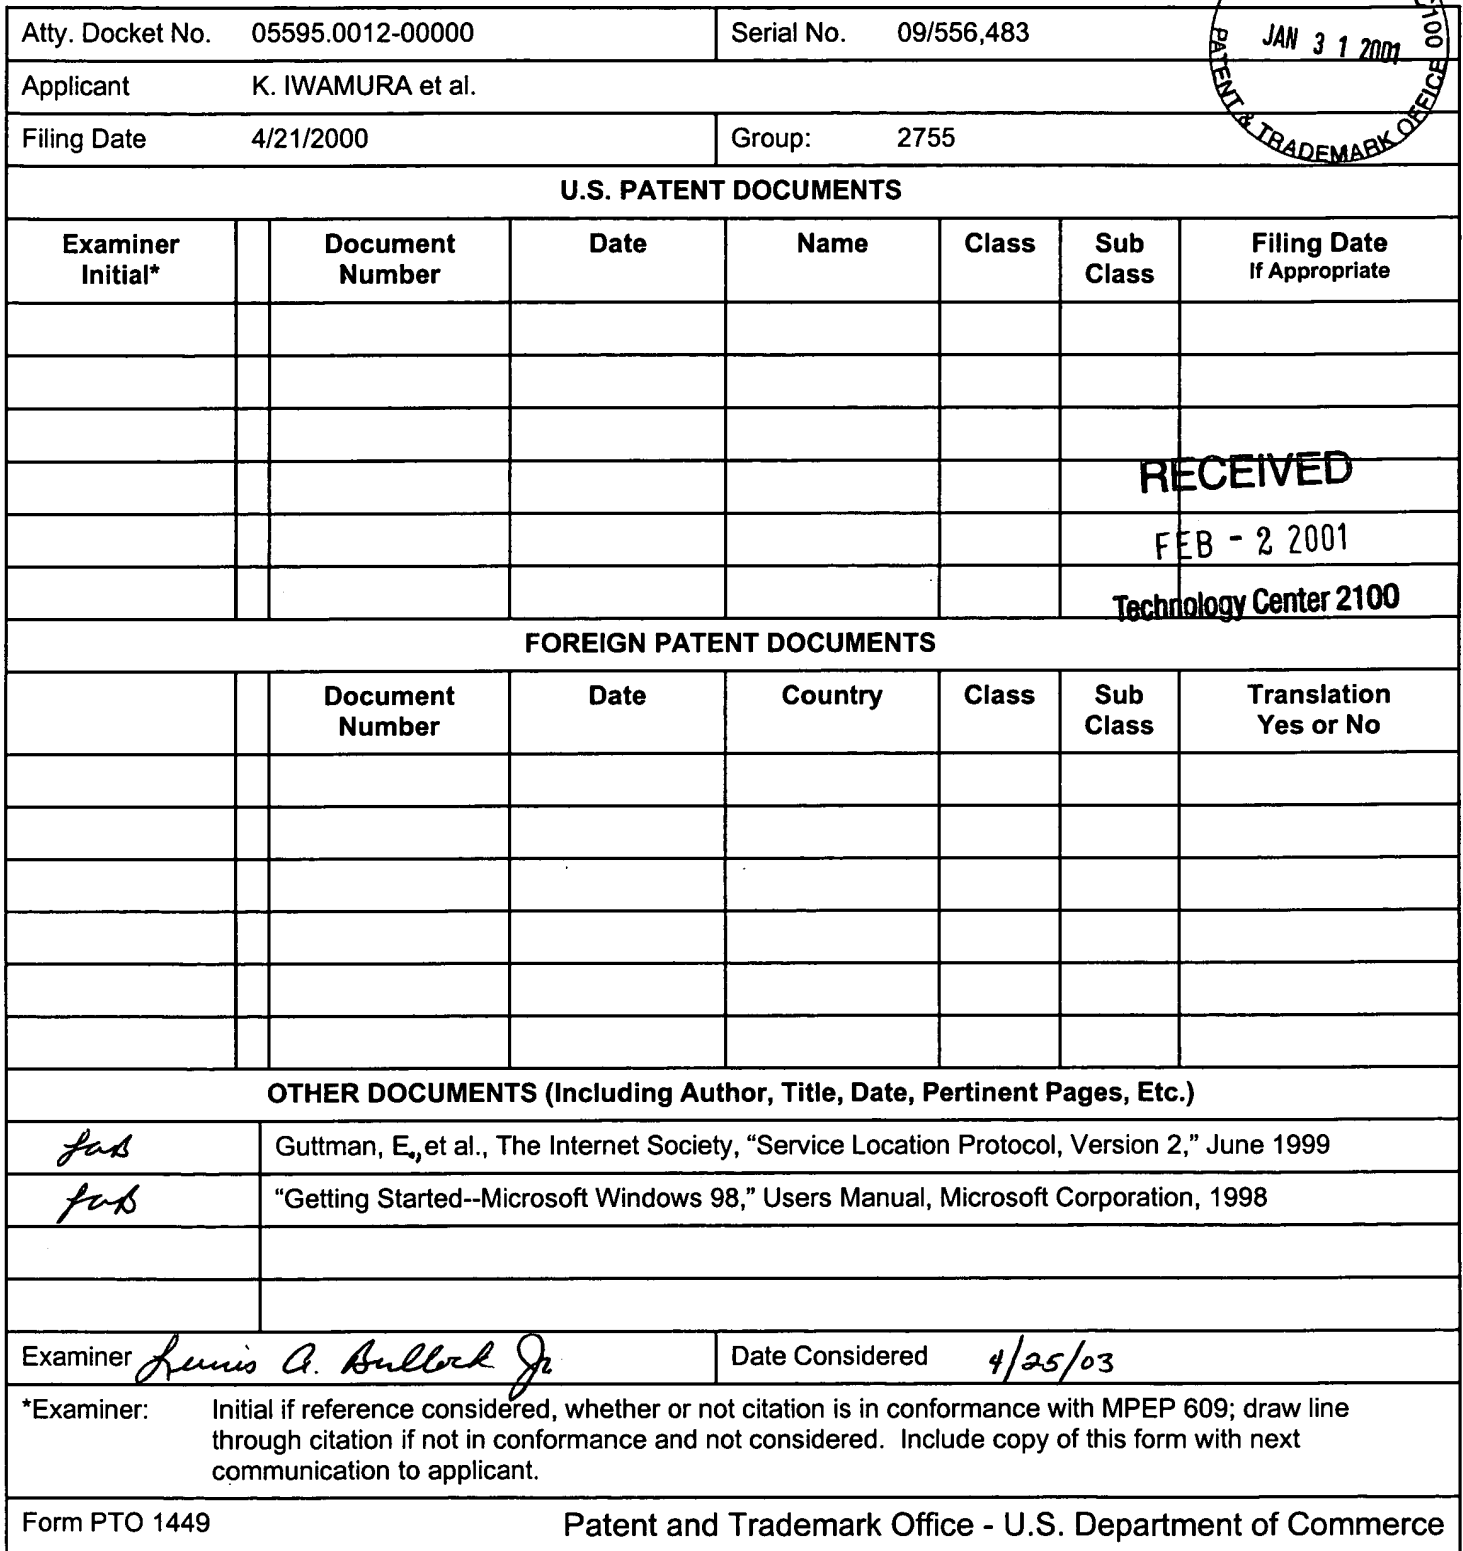 Atty. Docket No. 05595.0012-00000 Serial No. 09/556,483
JAN 3 1 2001
PATENT & TRADEMARK OFFICE
Applicant K. IWAMURA et al.
Filing Date 4/21/2000 Group: 2755
U.S. PATENT DOCUMENTS
Examiner Initial* Document Number Date Name Class Sub Class Filing Date If Appropriate
RECEIVED
FEB - 2 2001
Technology Center 2100
FOREIGN PATENT DOCUMENTS
Document Number Date Country Class Sub Class Translation Yes or No
OTHER DOCUMENTS (Including Author, Title, Date, Pertinent Pages, Etc.)
Guttman, E., et al., The Internet Society, “Service Location Protocol, Version 2,” June 1999
“Getting Started--Microsoft Windows 98,” Users Manual, Microsoft Corporation, 1998
Examiner Lewis A. Bullock Jr Date Considered 4/25/03
*Examiner: Initial if reference considered, whether or not citation is in conformance with MPEP 609; draw line
through citation if not in conformance and not considered. Include copy of this form with next
communication to applicant.
Form PTO 1449 Patent and Trademark Office - U.S. Department of Commerce